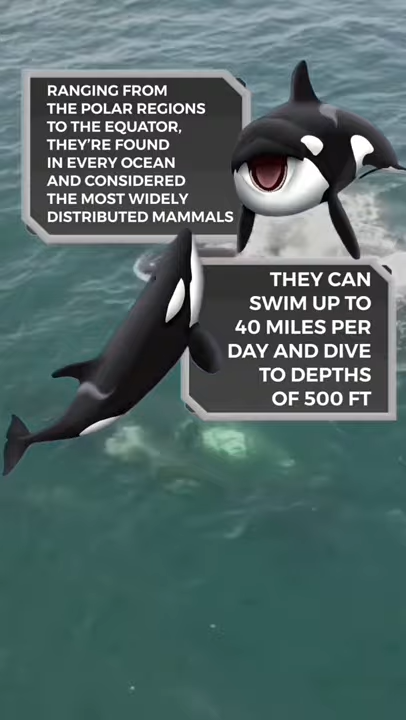 RANGING FROM
THE POLAR REGIONS
TO THE EQUATOR,
THEY'RE FOUND
IN EVERY OCEAN
AND CONSIDERED
THE MOST WIDELY
DISTRIBUTED MAMMALS
THEY CAN
SWIM UP TO
40 MILES PER
DAY AND DIVE
TO DEPTHS
OF 500 FT